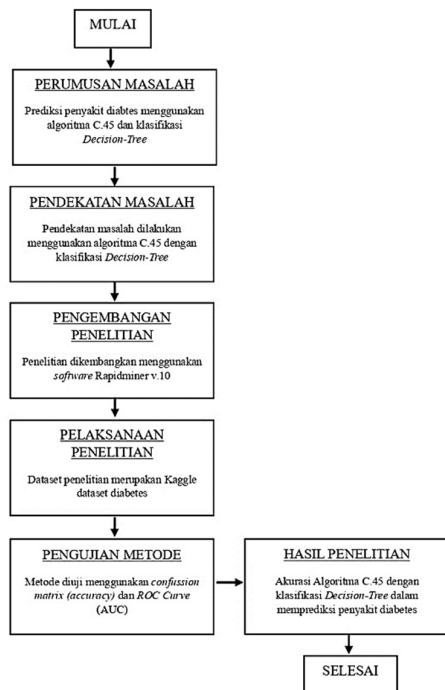 MULAI
PERUMUSAN MASALAH
Prediksi penyakit diabtes menggunakan
algoritma C.45 dan klasifikasi
Decision-Tree
PENDEKATAN MASALAH
Pendekatan masalah dilakukan
menggunakan algoritma C.45 dengan
klasifikasi Decision-Tree
PENGEMBANGAN
PENELITIAN
Penelitian dikembangkan menggunakan
software Rapidminer v.10
PELAKSANAAN
PENELITIAN
Dataset penelitian merupakan Kaggle
dataset diabetes
PENGUJIAN METODE
Metode diuji menggunakan confussion
matrix (accuracy) dan ROC Curve
(AUC)
HASIL PENELITIAN
Akurasi Algoritma C.45 dengan
klasifikasi Decision-Tree dalam
memprediksi penyakit diabetes
SELESAI